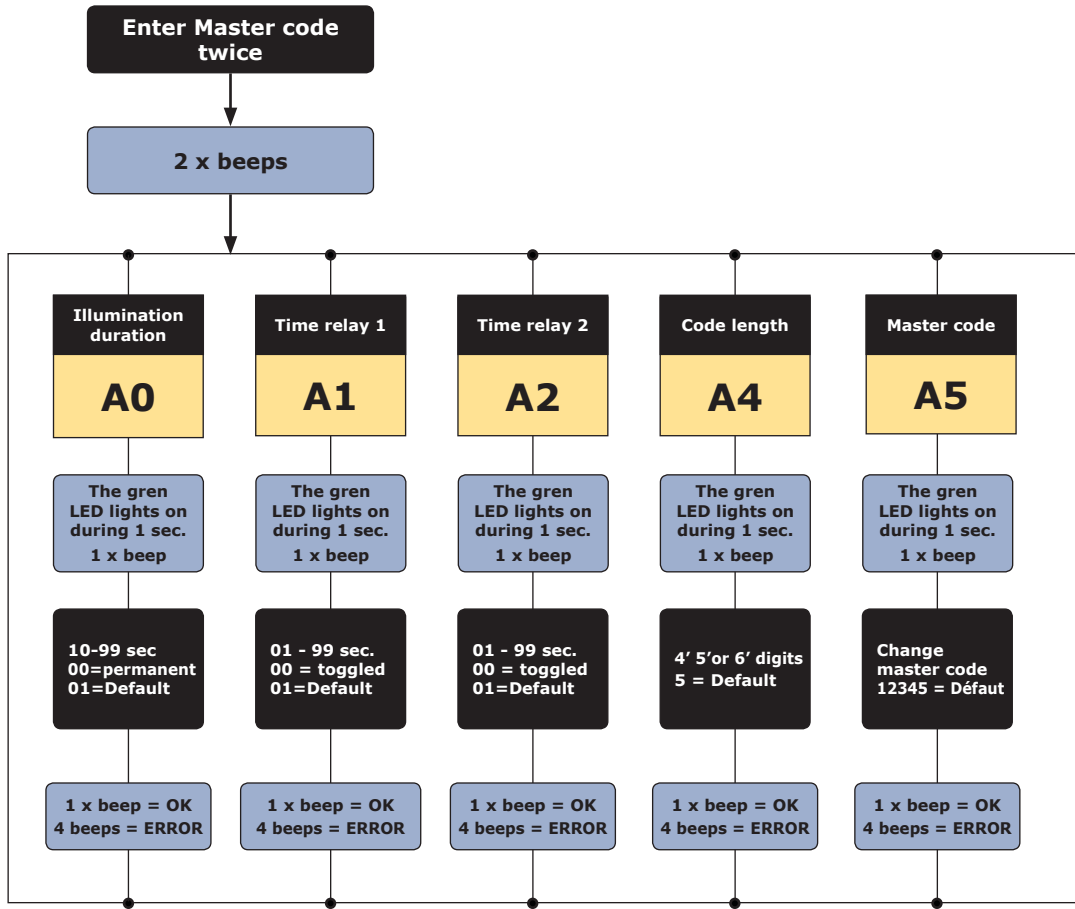 Enter Master code
twice
2 x beeps
Illumination
duration
A0
The gren
LED lights on
during 1 sec.
1 x beep
10-99 sec
00=permanent
01=Default
1 x beep = OK
4 beeps = ERROR
Time relay 1
A1
The gren
LED lights on
during 1 sec.
1 x beep
01 - 99 sec.
00 = toggled
01=Default
1 x beep = OK
4 beeps = ERROR
Time relay 2
A2
The gren
LED lights on
during 1 sec.
1 x beep
01 - 99 sec.
00 = toggled
01=Default
1 x beep = OK
4 beeps = ERROR
Code length
A4
The gren
LED lights on
during 1 sec.
1 x beep
4’ 5’or 6’ digits
5 = Default
1 x beep = OK
4 beeps = ERROR
Master code
A5
The gren
LED lights on
during 1 sec.
1 x beep
Change
master code
12345 = Défaut
1 x beep = OK
4 beeps = ERROR